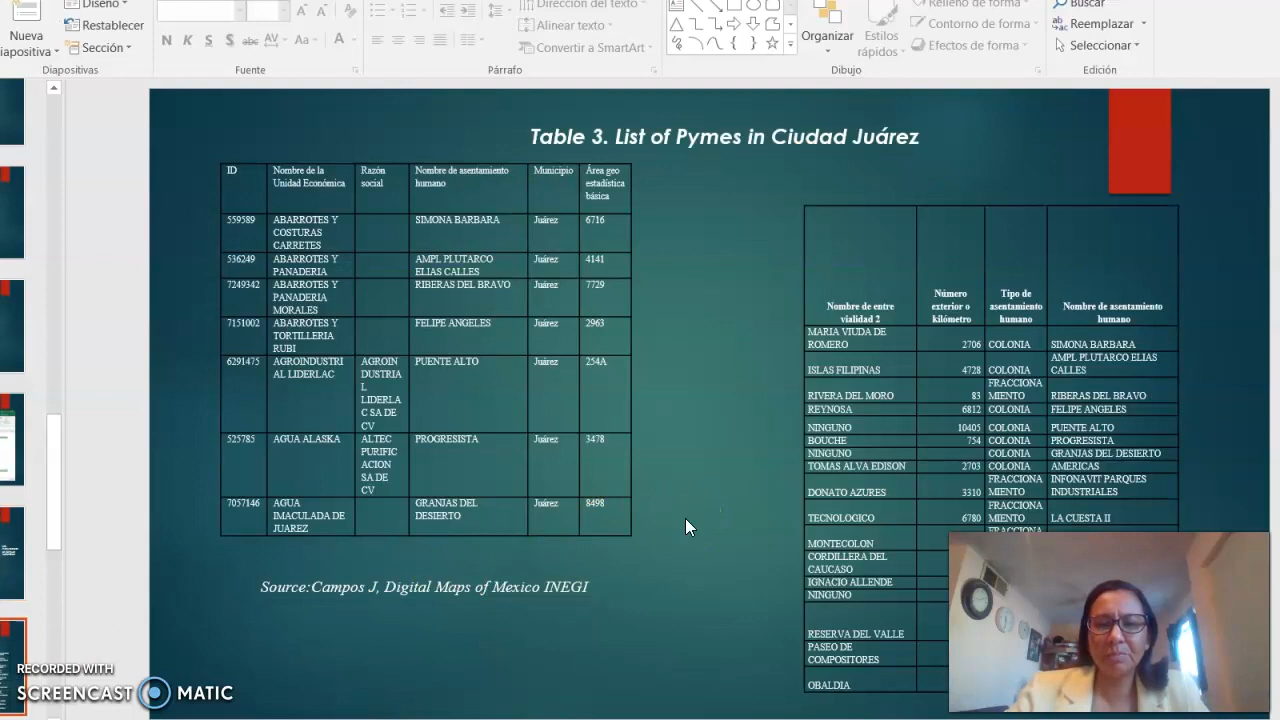 Diseño
Restablecer
Nueva
Sección
N K S abc AV Aa A
Dirección del texto
Alinear texto
Convertir a SmartArt
Organizar
Estilos
rápidos
Relleno de forma
Contorno de forma
Efectos de forma
Buscar
Reemplazar
Seleccionar
Diapositivas
Fuente
Párrafo
Dibujo
Edición
Table 3. List of Pymes in Ciudad Juárez
ID
Nombre de la
Unidad Económica
Razón
social
Nombre de asentamiento
humano
Municipio
Área geo
estadística
básica
559589
ABARROTES Y
COSTURAS
CARRETES
SIMONA BARBARA
Juárez
6716
536249
ABARROTES Y
PANADERIA
AMPL PLUTARCO
ELIAS CALLES
Juárez
4141
7249342
ABARROTES Y
PANADERIA
MORALES
RIBERAS DEL BRAVO
Juárez
7729
7151002
ABARROTES Y
TORTILLERIA
RUBI
FELIPE ANGELES
Juárez
2963
6291475
AGROINDUSTRI
AL LIDERLAC
AGROIN
DUSTRIA
L
LIDERLA
C SA DE
CV
PUENTE ALTO
Juárez
254A
525785
AGUA ALASKA
ALTEC
PURIFIC
ACION
SA DE
CV
PROGRESISTA
Juárez
3478
7057146
AGUA
IMACULADA DE
JUAREZ
GRANJAS DEL
DESIERTO
Juárez
8498
Source:Campos J, Digital Maps of Mexico INEGI
Nombre de entre
vialidad 2
Número
exterior o
kilómetro
Tipo de
asentamiento
humano
Nombre de asentamiento
humano
MARIA VIUDA DE
ROMERO
2706
COLONIA
SIMONA BARBARA
ISLAS FILIPINAS
4728
COLONIA
AMPL PLUTARCO ELIAS
CALLES
RIVERA DEL MORO
83
FRACCIONA
MIENTO
RIBERAS DEL BRAVO
REYNOSA
6812
COLONIA
FELIPE ANGELES
NINGUNO
10405
COLONIA
PUENTE ALTO
BOUCHE
754
COLONIA
PROGRESISTA
NINGUNO
COLONIA
GRANJAS DEL DESIERTO
TOMAS ALVA EDISON
2703
COLONIA
AMERICAS
DONATO AZURES
3310
FRACCIONA
MIENTO
INFONAVIT PARQUES
INDUSTRIALES
TECNOLOGICO
6780
FRACCIONA
MIENTO
LA CUESTA II
MONTECOLON
CORDILLERA DEL
CAUCASO
IGNACIO ALLENDE
NINGUNO
RESERVA DEL VALLE
PASEO DE
COMPOSITORES
OBALDIA
RECORDED WITH
SCREENCAST MATIC